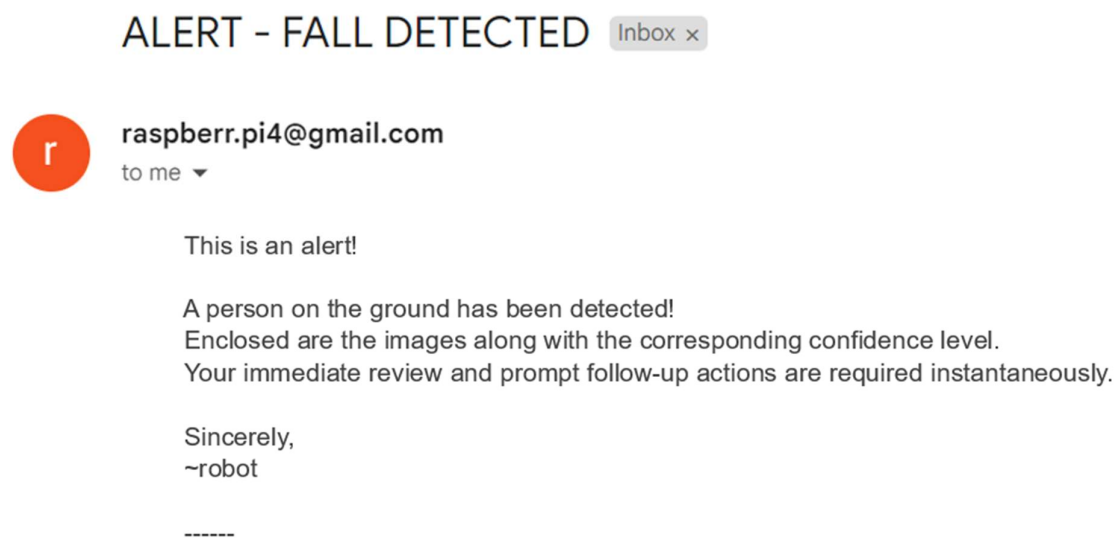 ALERT - FALL DETECTED Inbox ×
r
raspberr.pi4@gmail.com
to me
This is an alert!
A person on the ground has been detected!
Enclosed are the images along with the corresponding confidence level.
Your immediate review and prompt follow-up actions are required instantaneously.
Sincerely,
~robot
------